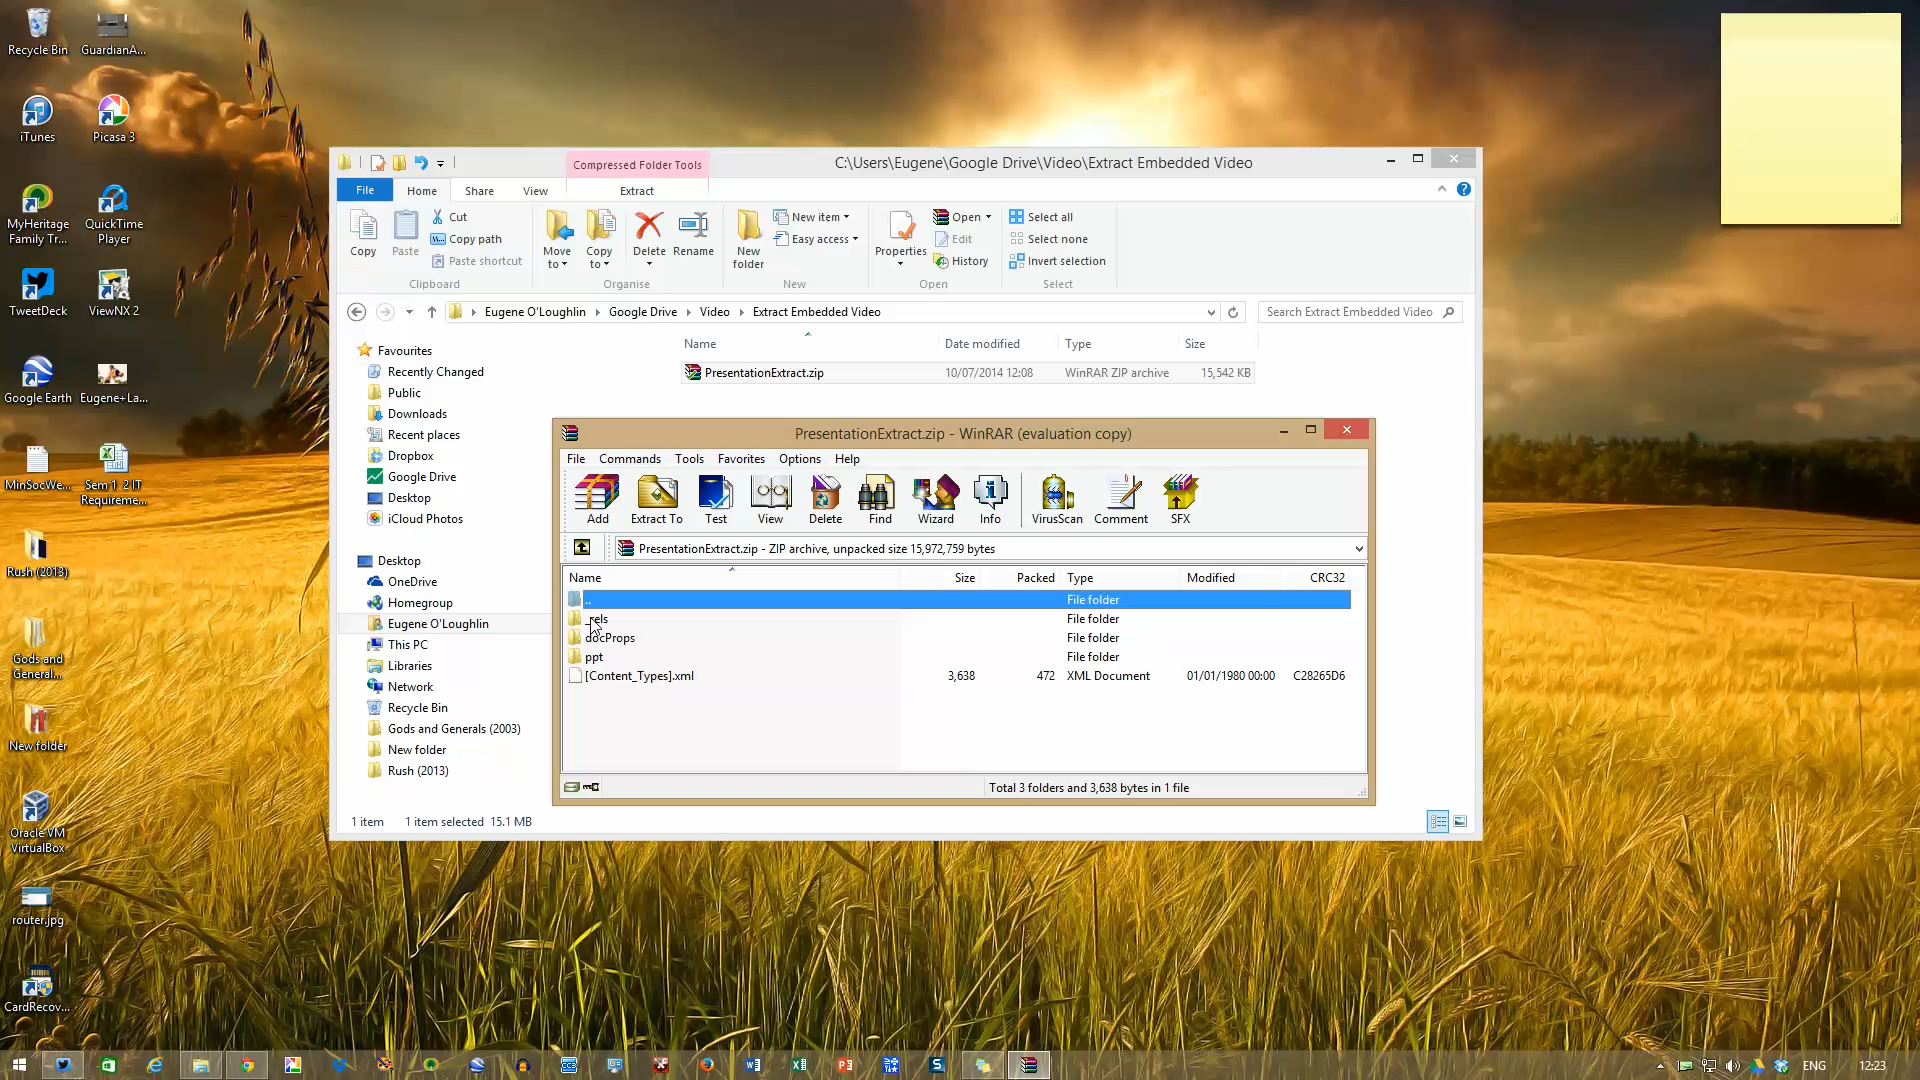 Recycle Bin
GuardianA...
iTunes
Picasa 3
MyHeritage
Family Tr...
QuickTime
Player
TweetDeck
ViewNX 2
Google Earth
Eugene+La...
MinSocWe...
Sem 1 2 IT
Requireme...
Rush (2013)
Gods and
General...
New folder
Oracle VM
VirtualBox
router.jpg
CardRecov...
Compressed Folder Tools
C:\Users\Eugene\Google Drive\Video\Extract Embedded Video
File
Home
Share
View
Extract
Copy
Paste
Cut
Copy path
Paste shortcut
Clipboard
Move
to
Copy
to
Delete
Rename
Organise
New
folder
New item
Easy access
New
Properties
Open
Edit
History
Open
Select all
Select none
Invert selection
Select
Eugene O'Loughlin
Google Drive
Video
Extract Embedded Video
Search Extract Embedded Video
Favourites
Recently Changed
Public
Downloads
Recent places
Dropbox
Google Drive
Desktop
iCloud Photos
Desktop
OneDrive
Homegroup
Eugene O'Loughlin
This PC
Libraries
Network
Recycle Bin
Gods and Generals (2003)
New folder
Rush (2013)
Name Date modified Type Size
PresentationExtract.zip 10/07/2014 12:08 WinRAR ZIP archive 15,542 KB
1 item 1 item selected 15.1 MB
PresentationExtract.zip - WinRAR (evaluation copy)
File Commands Tools Favorites Options Help
Add Extract To Test View Delete Find Wizard Info VirusScan Comment SFX
PresentationExtract.zip - ZIP archive, unpacked size 15,972,759 bytes
Name Size Packed Type Modified CRC32
.. File folder
_rels File folder
docProps File folder
ppt File folder
[Content_Types].xml 3,638 472 XML Document 01/01/1980 00:00 C28265D6
Total 3 folders and 3,638 bytes in 1 file
ENG
12:23